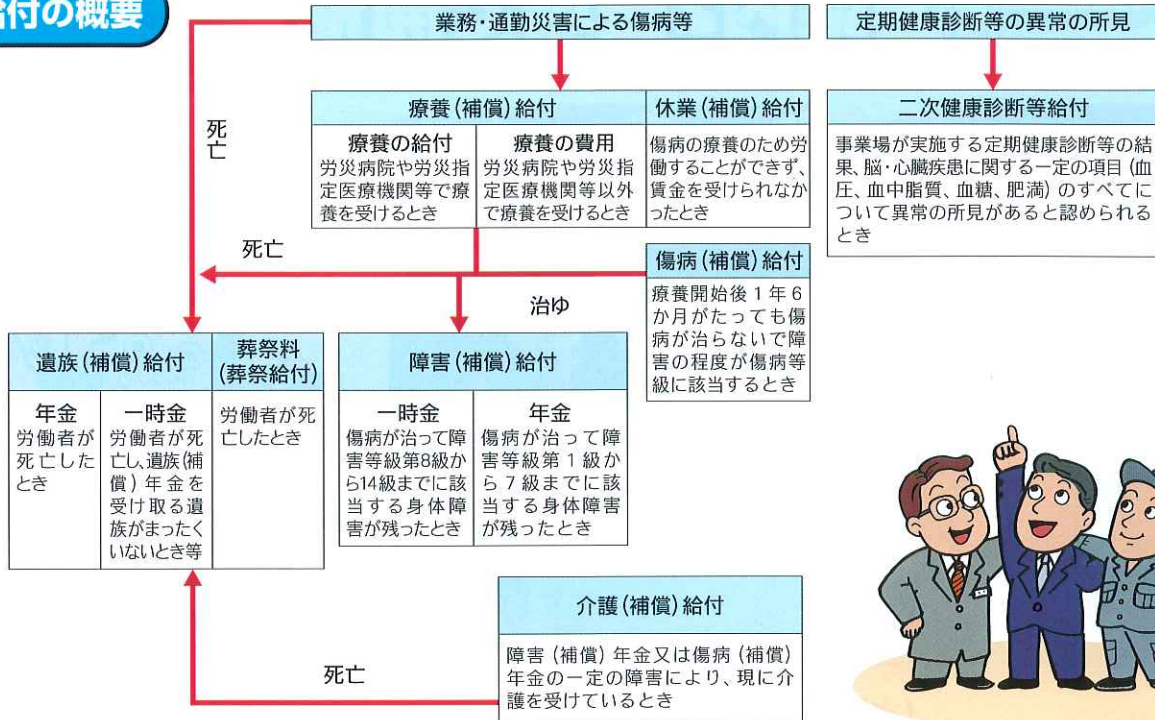 給付の概要
業務・通勤災害による傷病等
定期健康診断等の異常の所見
死亡
療養(補償)給付
休業(補償)給付
療養の給付
労災病院や労災指
定医療機関等で療
養を受けるとき
療養の費用
労災病院や労災指
定医療機関等以外
で療養を受けるとき
傷病の療養のため労
働することができず、
賃金を受けられなか
ったとき
二次健康診断等給付
事業場が実施する定期健康診断等の結
果、脳・心臓疾患に関する一定の項目(血
圧、血中脂質、血糖、肥満)のすべてに
ついて異常の所見があると認められる
とき
死亡
治ゆ
傷病(補償)給付
療養開始後1年6
か月がたっても傷
病が治らないで障
害の程度が傷病等
級に該当するとき
遺族(補償)給付
葬祭料
(葬祭給付)
年金
労働者が
死亡した
とき
一時金
労働者が死
亡し、遺族(補
償)年金を
受け取る遺
族がまったく
いないとき等
労働者が死
亡したとき
障害(補償)給付
一時金
傷病が治って障
害等級第8級か
ら14級までに該
当する身体障
害が残ったとき
年金
傷病が治って障
害等級第1級か
ら7級までに該
当する身体障害
が残ったとき
介護(補償)給付
障害(補償)年金又は傷病(補償)
年金の一定の障害により、現に介
護を受けているとき
死亡